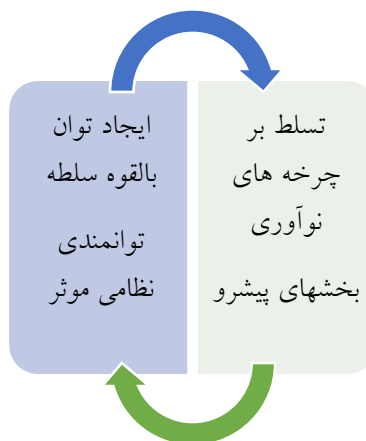 ایجاد توان
بالقوه سلطه
توانمندی
نظامی موثر
تسلط بر
چرخه های
نوآوری
بخشهای پیشرو